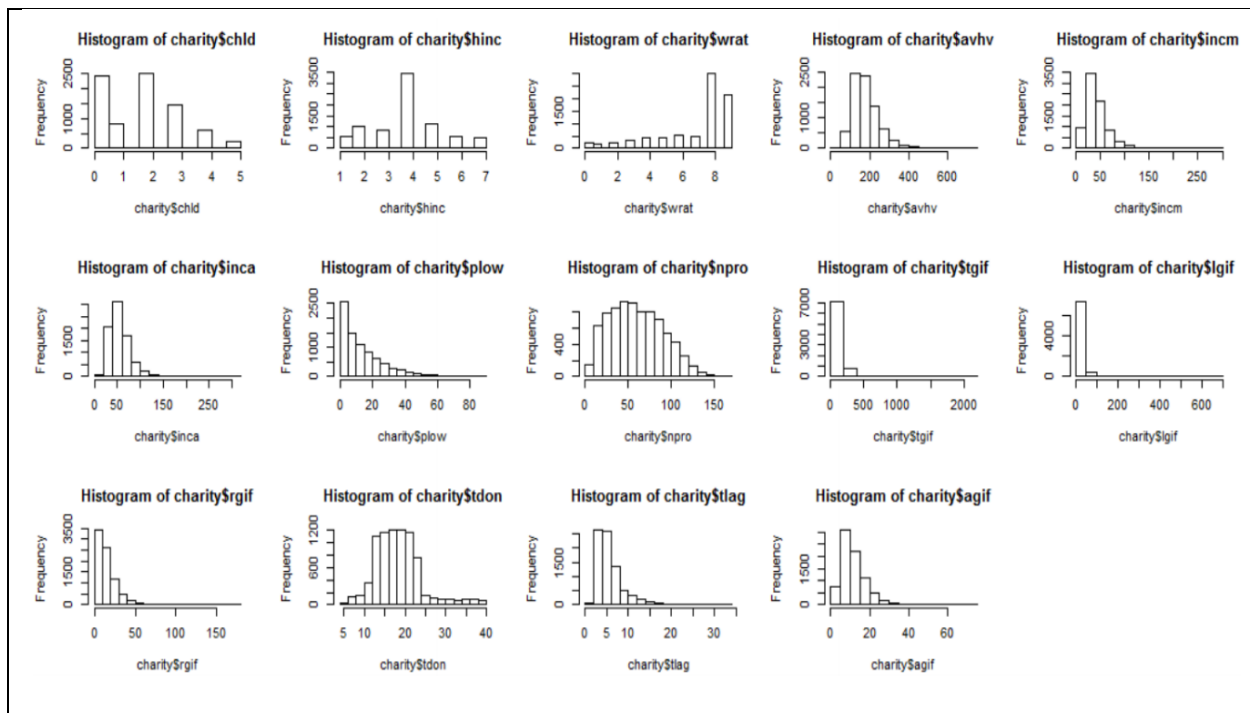 Histogram of charity$chld
Histogram of charity$hinc
Histogram of charity$wrat
Histogram of charity$avhv
Histogram of charity$incm
Frequency
0 1000 2500
0 1 2 3 4 5
charity$chld
Frequency
0 1500 3500
1 2 3 4 5 6 7
charity$hinc
Frequency
0 1500
0 2 4 6 8
charity$wrat
Frequency
0 1000 2500
0 200 400 600
charity$avhv
Frequency
0 1500 3500
0 50 150 250
charity$incm
Histogram of charity$inca
Histogram of charity$plow
Histogram of charity$npro
Histogram of charity$tgif
Histogram of charity$lgif
Frequency
0 1500
0 50 150 250
charity$inca
Frequency
0 1000 2500
0 20 40 60 80
charity$plow
Frequency
0 400
0 50 100 150
charity$npro
Frequency
0 3000 7000
0 500 1000 2000
charity$tgif
Frequency
0 4000
0 200 400 600
charity$lgif
Histogram of charity$rgif
Histogram of charity$tdon
Histogram of charity$tlag
Histogram of charity$agif
Frequency
0 1500 3500
0 50 100 150
charity$rgif
Frequency
0 600 1200
5 10 20 30 40
charity$tdon
Frequency
0 1500
0 5 10 20 30
charity$tlag
Frequency
0 1500
0 20 40 60
charity$agif